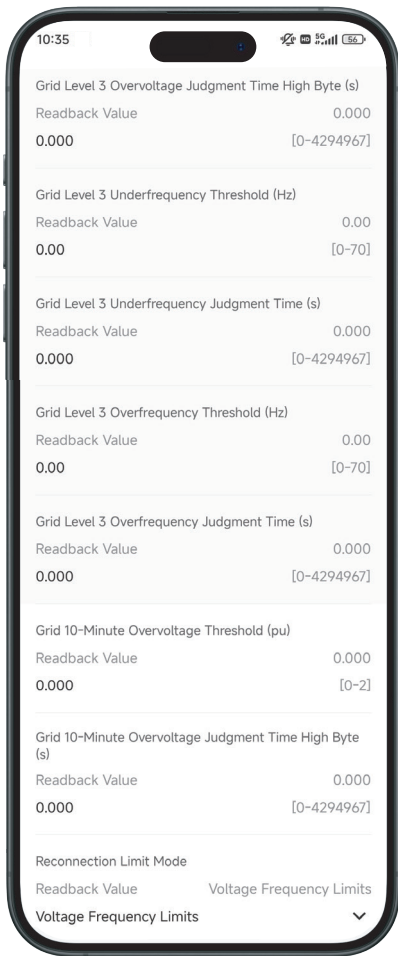 10:35
HD 5G 56
Grid Level 3 Overvoltage Judgment Time High Byte (s)
Readback Value 0.000
0.000 [0-4294967]
Grid Level 3 Underfrequency Threshold (Hz)
Readback Value 0.00
0.00 [0-70]
Grid Level 3 Underfrequency Judgment Time (s)
Readback Value 0.000
0.000 [0-4294967]
Grid Level 3 Overfrequency Threshold (Hz)
Readback Value 0.00
0.00 [0-70]
Grid Level 3 Overfrequency Judgment Time (s)
Readback Value 0.000
0.000 [0-4294967]
Grid 10-Minute Overvoltage Threshold (pu)
Readback Value 0.000
0.000 [0-2]
Grid 10-Minute Overvoltage Judgment Time High Byte
(s)
Readback Value 0.000
0.000 [0-4294967]
Reconnection Limit Mode
Readback Value Voltage Frequency Limits
Voltage Frequency Limits